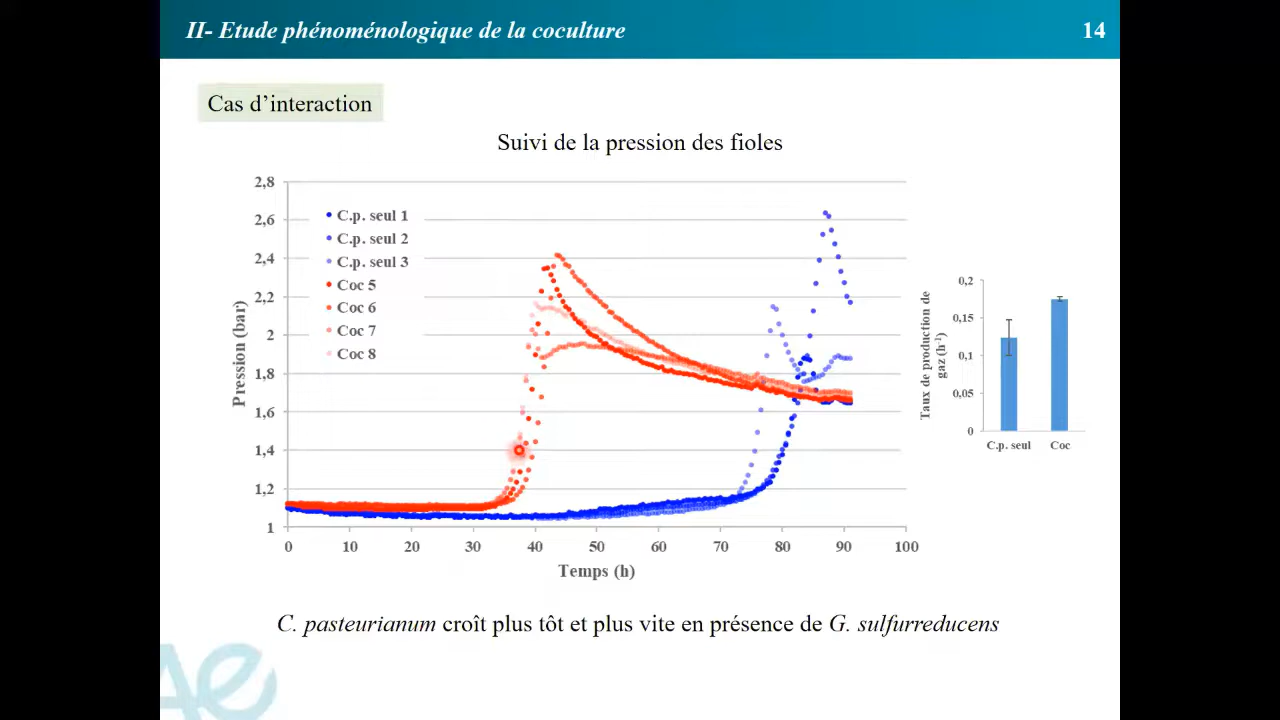 II- Etude phénoménologique de la coculture
14
Cas d’interaction
Suivi de la pression des fioles
2,8
2,6
2,4
2,2
2
1,8
1,6
1,4
1,2
1
Pression (bar)
C.p. seul 1
C.p. seul 2
C.p. seul 3
Coc 5
Coc 6
Coc 7
Coc 8
0 10 20 30 40 50 60 70 80 90 100
Temps (h)
Taux de production de
gaz (h⁻¹)
0,2
0,15
0,1
0,05
0
C.p. seul Coc
C. pasteurianum croît plus tôt et plus vite en présence de G. sulfurreducens
Ae